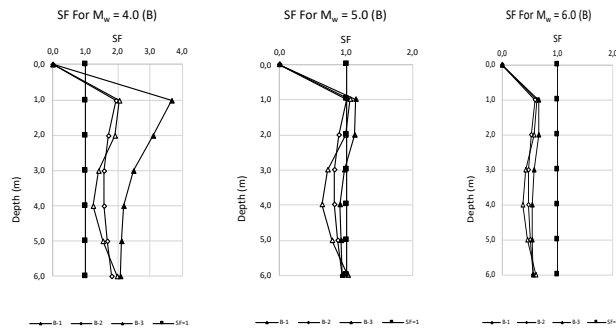 SF For M_w = 4.0 (B)
SF
0,0 1,0 2,0 3,0 4,0
0,0
1,0
2,0
3,0
4,0
5,0
6,0
Depth (m)
B-1 B-2 B-3 SF=1
SF For M_w = 5.0 (B)
SF
0,0 1,0 2,0
0,0
1,0
2,0
3,0
4,0
5,0
6,0
Depth (m)
B-1 B-2 B-3 SF=1
SF For M_w = 6.0 (B)
SF
0,0 1,0 2,0
0,0
1,0
2,0
3,0
4,0
5,0
6,0
Depth (m)
B-1 B-2 B-3 SF=1